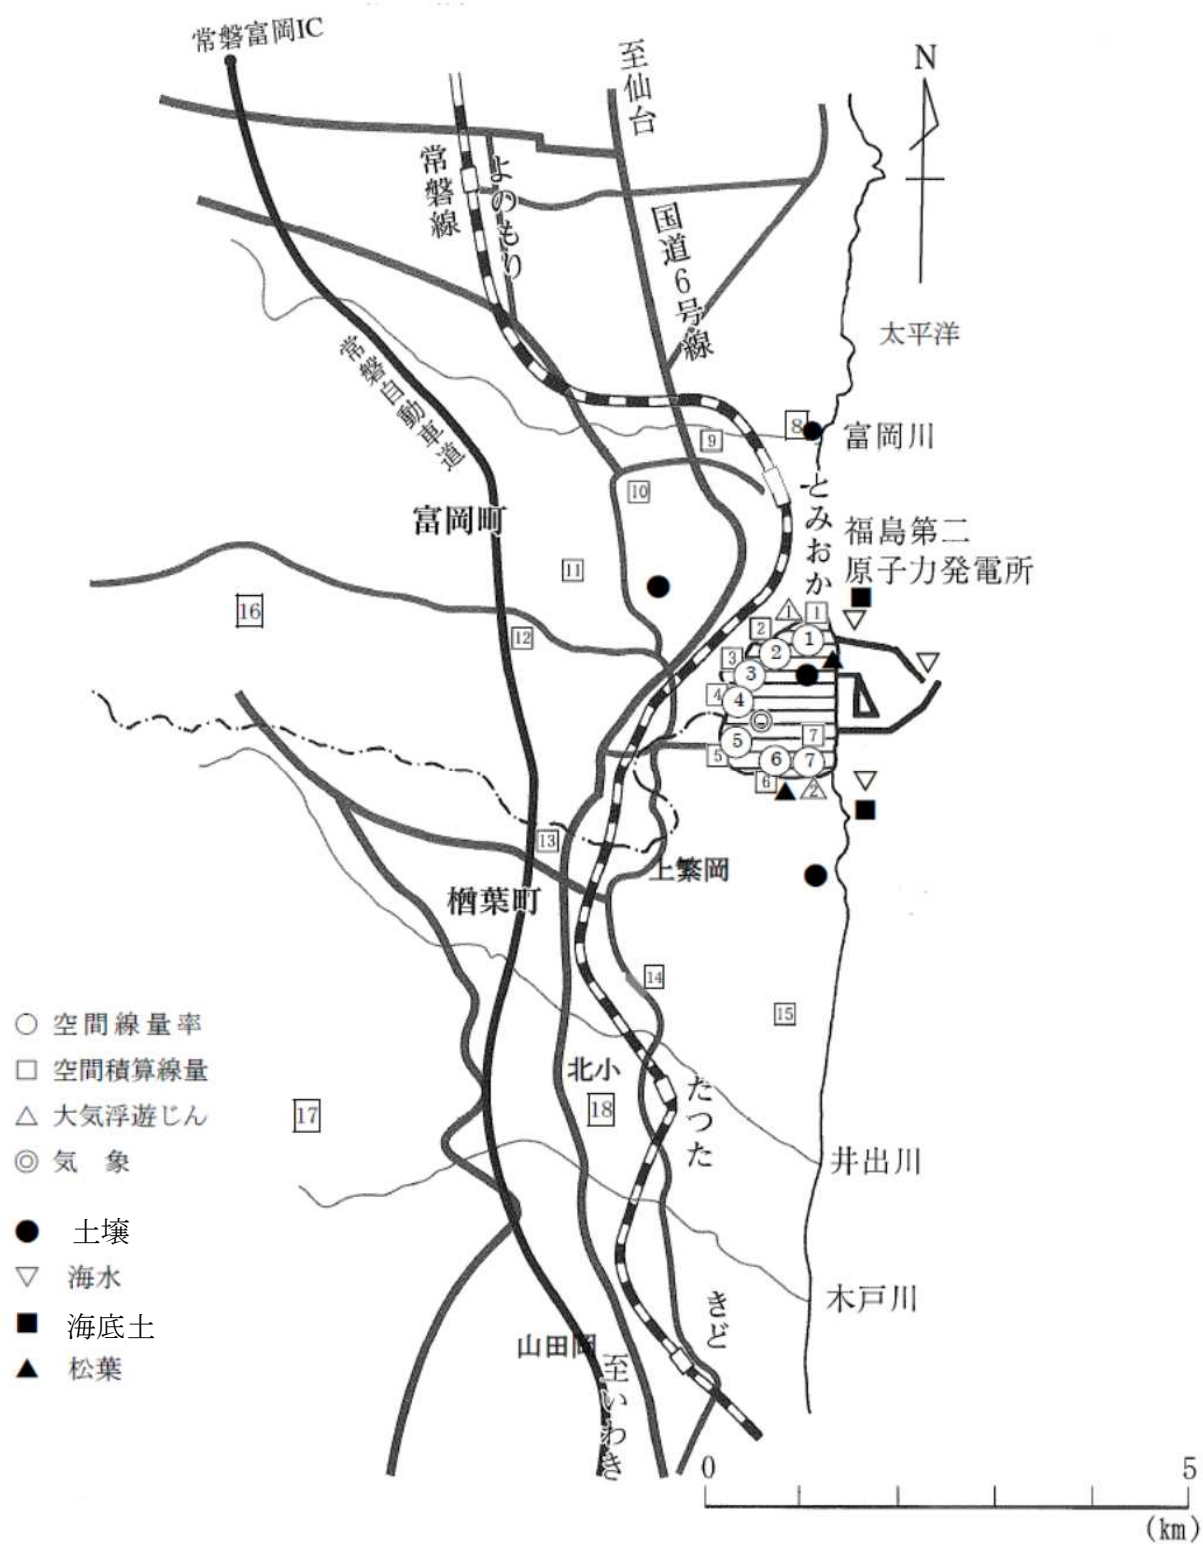 常磐富岡IC
至仙台
N
常磐線
よのもり
国道6号線
太平洋
常磐自動車道
8
富岡川
9
10
とみおか
富岡町
福島第二
原子力発電所
11
16
12
1
1
2
1
2
3
3
4
4
5
5
7
6
7
6
2
13
上繁岡
楢葉町
14
15
○ 空間線量率
□ 空間積算線量
△ 大気浮遊じん
◎ 気 象
● 土壌
▽ 海水
■ 海底土
▲ 松葉
北小
18
17
たつた
井出川
木戸川
きど
山田岡
至いわき
0 5
(km)